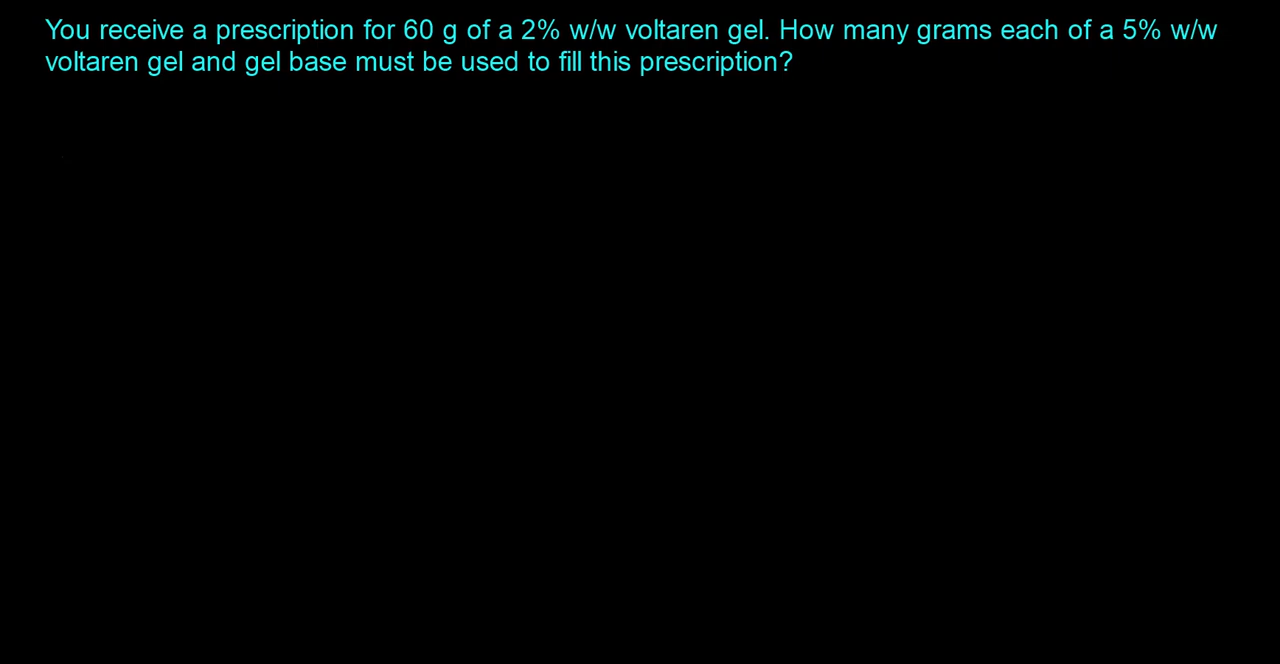 You receive a prescription for 60 g of a 2% w/w voltaren gel. How many grams each of a 5% w/w
voltaren gel and gel base must be used to fill this prescription?